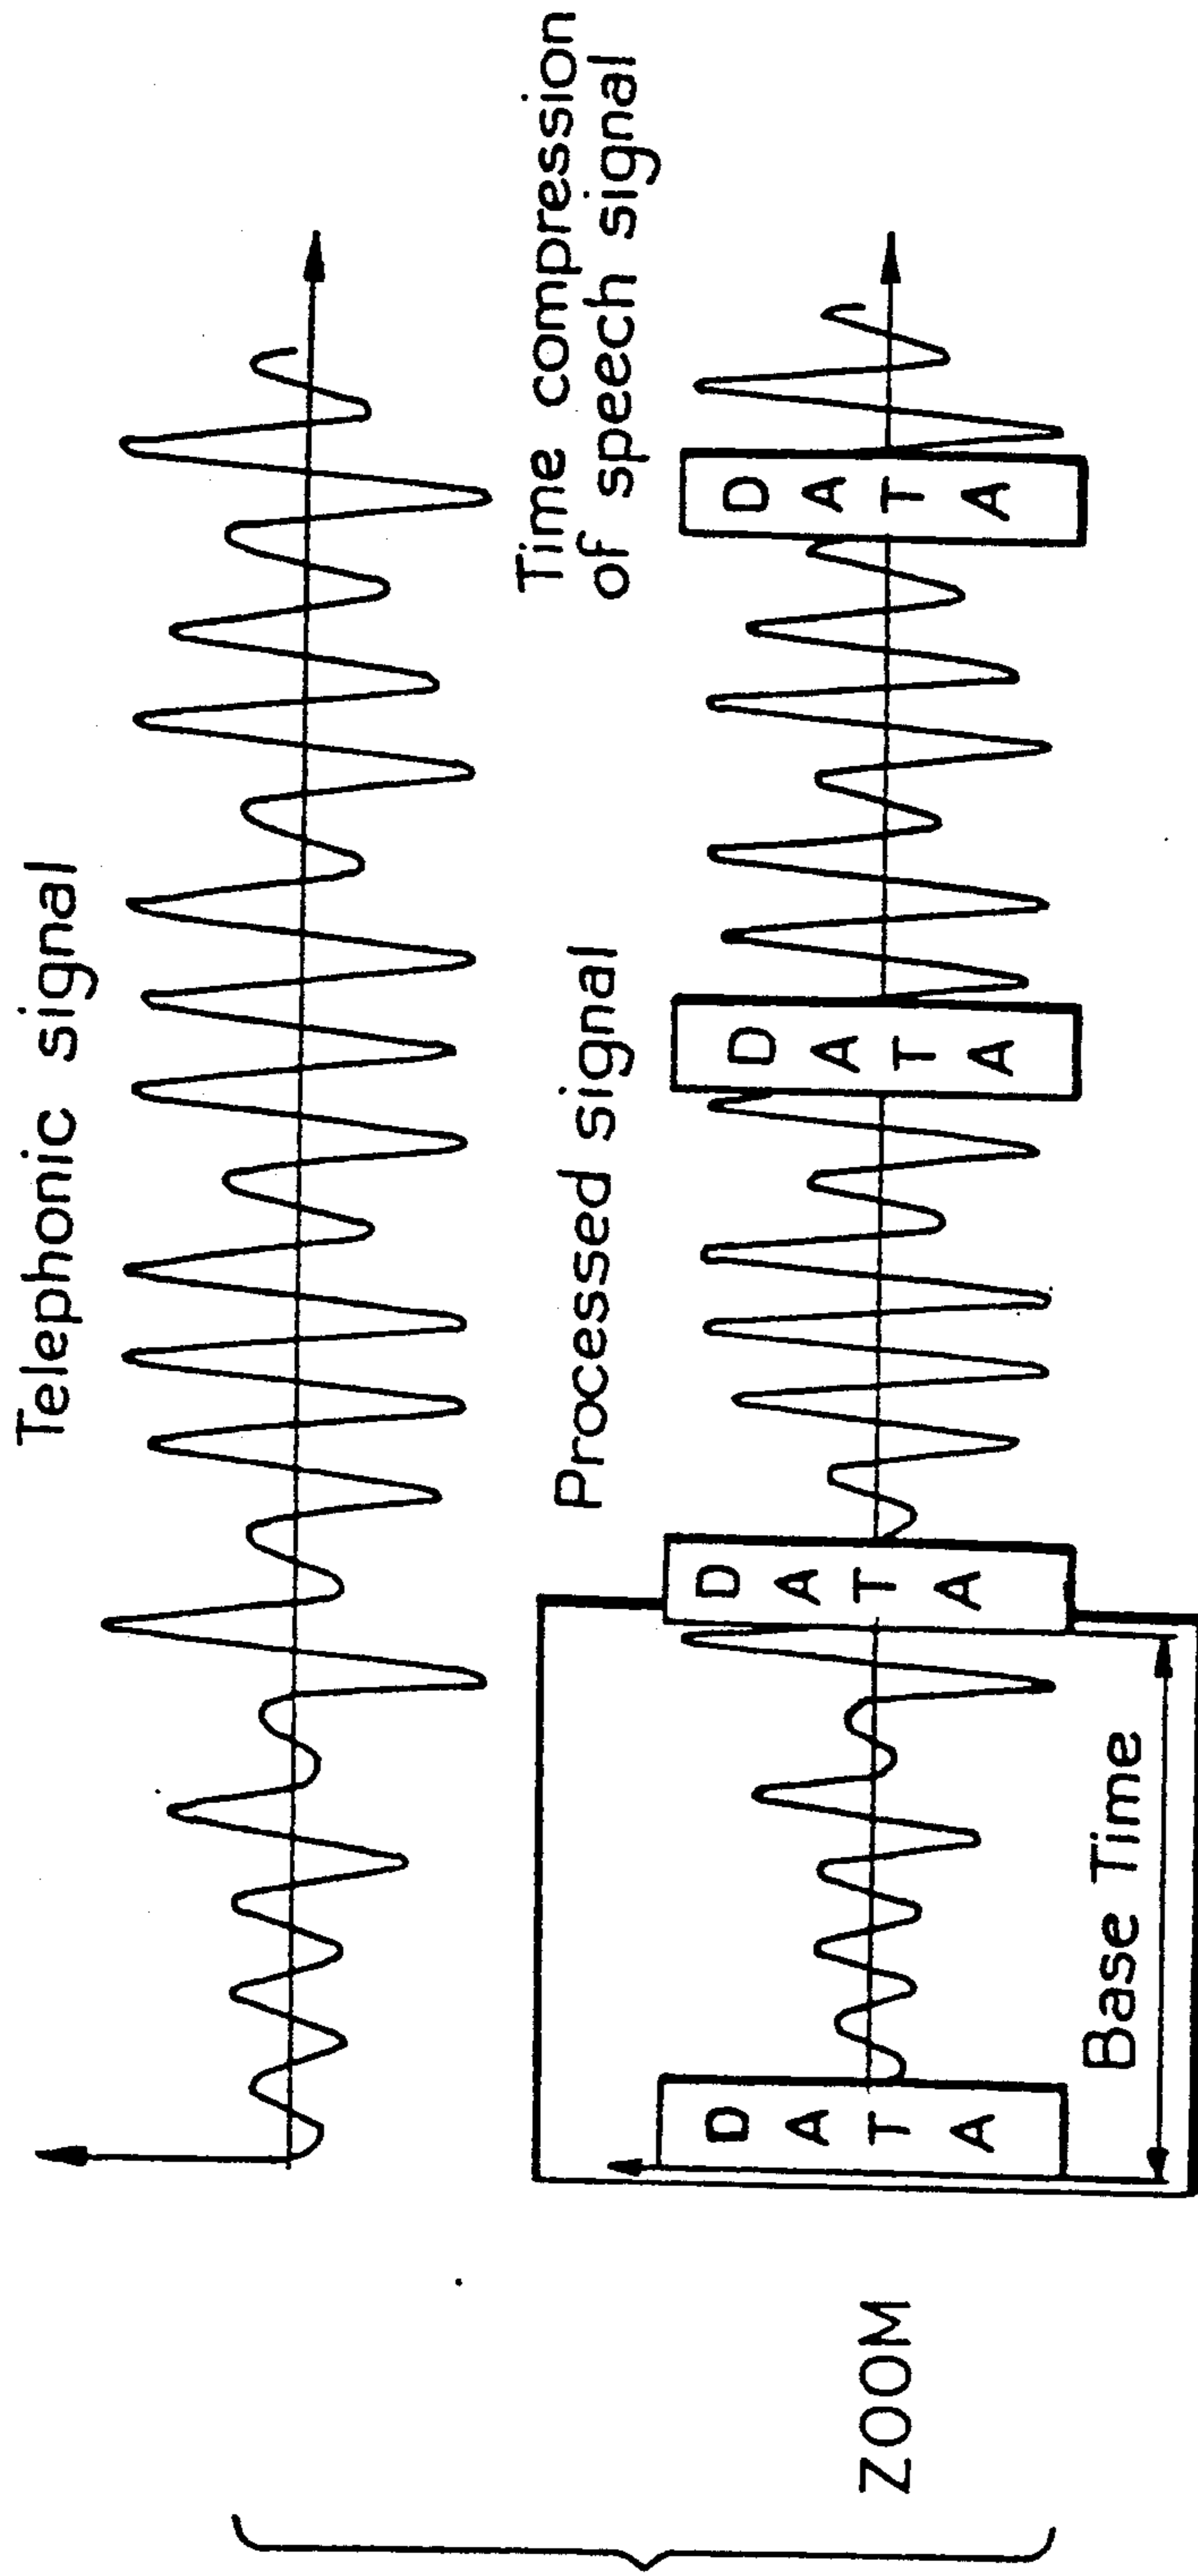 Telephonic signal
Time compression
of speech signal
Processed signal
DATA
DATA
DATA
DATA
Base Time
ZOOM